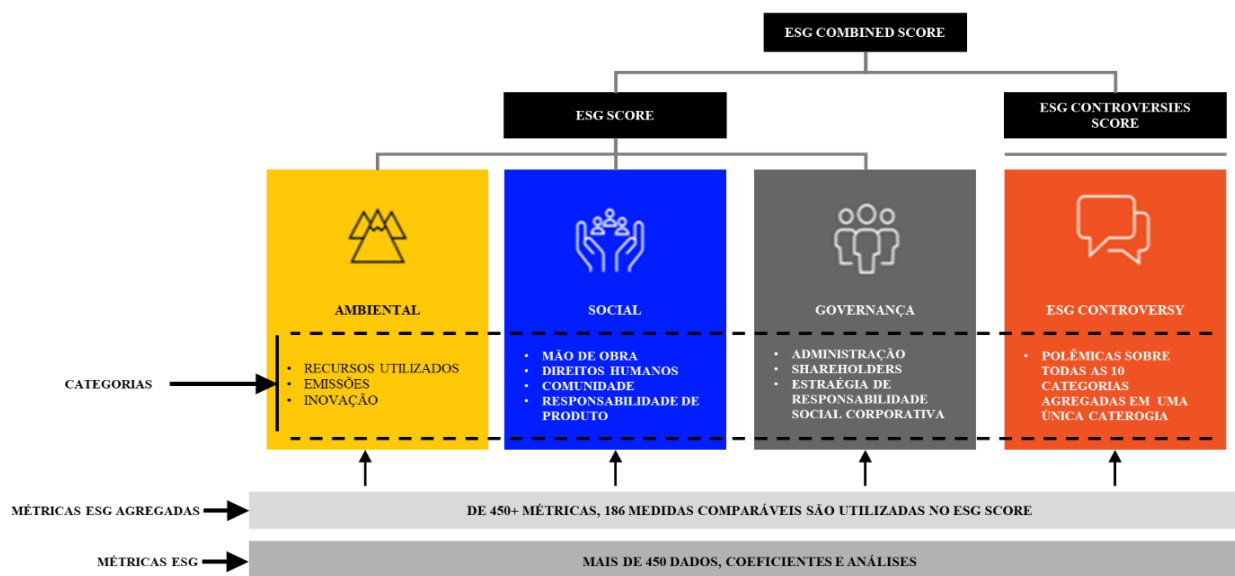 ESG COMBINED SCORE
ESG SCORE
ESG CONTROVERSIES
SCORE
AMBIENTAL
SOCIAL
GOVERNANÇA
ESG CONTROVERSY
CATEGORIAS
• RECURSOS UTILIZADOS
• EMISSÕES
• INOVAÇÃO
• MÃO DE OBRA
• DIREITOS HUMANOS
• COMUNIDADE
• RESPONSABILIDADE DE
PRODUTO
• ADMINISTRAÇÃO
• SHAREHOLDERS
• ESTRAÉGIA DE
RESPONSABILIDADE
SOCIAL CORPORATIVA
• POLÊMICAS SOBRE
TODAS AS 10
CATEGORIAS
AGREGADAS EM UMA
ÚNICA CATEROGIA
MÉTRICAS ESG AGREGADAS
DE 450+ MÉTRICAS, 186 MEDIDAS COMPARÁVEIS SÃO UTILIZADAS NO ESG SCORE
MÉTRICAS ESG
MAIS DE 450 DADOS, COEFICIENTES E ANÁLISES